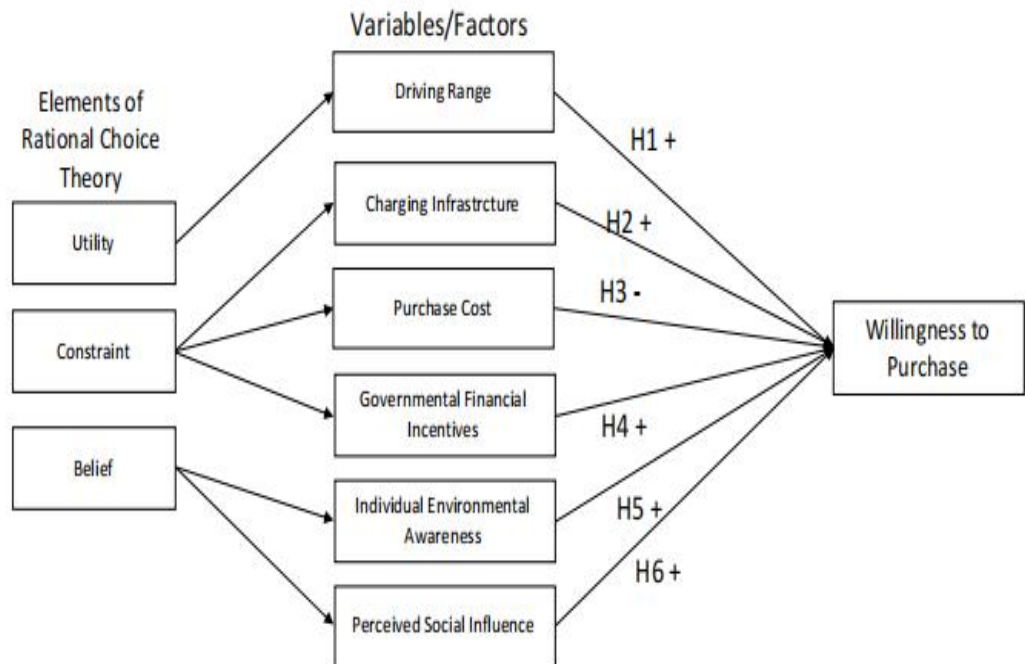 Variables/Factors
Elements of
Rational Choice
Theory
Utility
Constraint
Belief
Driving Range
Charging Infrastrcture
Purchase Cost
Governmental Financial
Incentives
Individual Environmental
Awareness
Perceived Social Influence
H1 +
H2 +
H3 -
H4 +
H5 +
H6 +
Willingness to
Purchase